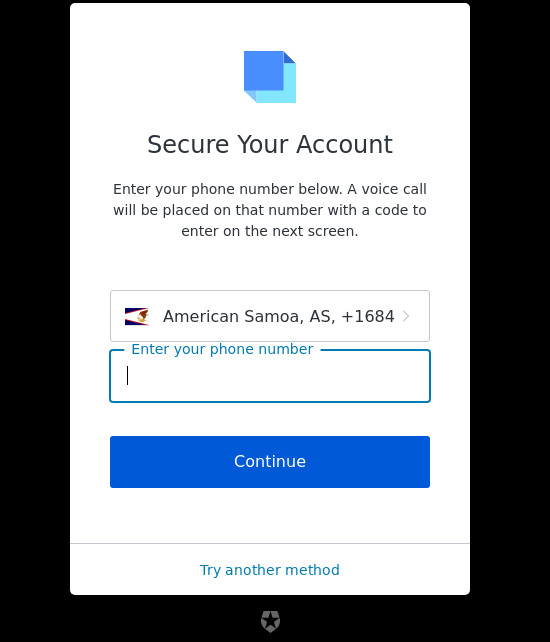 Secure Your Account
Enter your phone number below. A voice call
will be placed on that number with a code to
enter on the next screen.
American Samoa, AS, +1684
Enter your phone number
Continue
Try another method